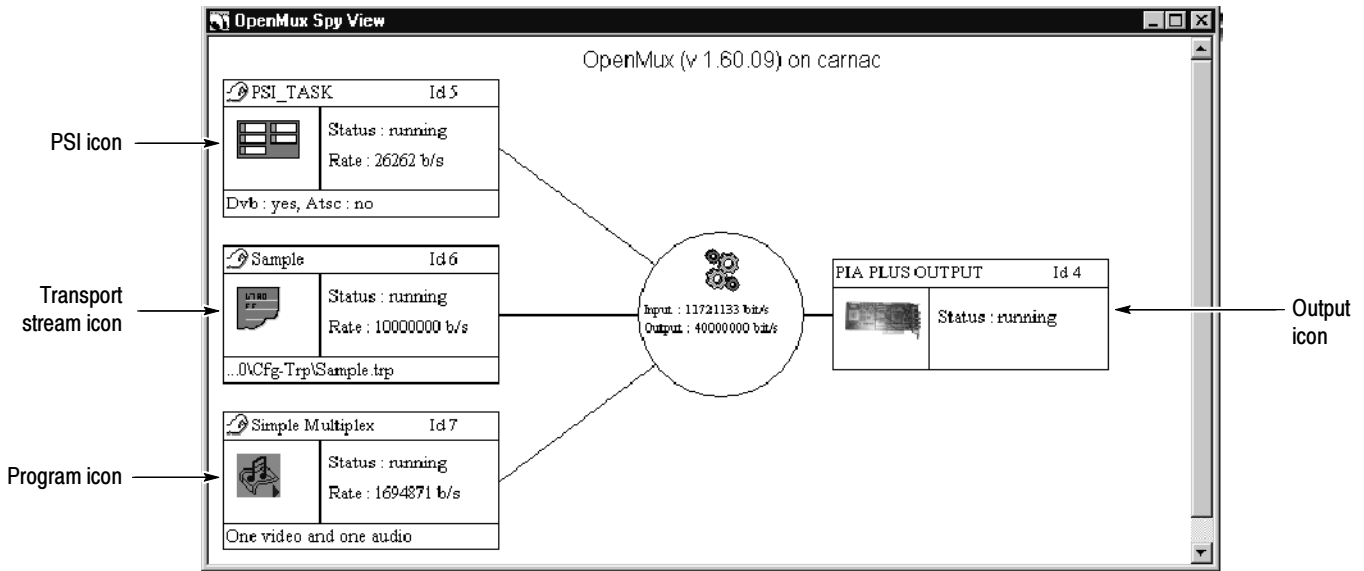 OpenMux Spy View
OpenMux (v 1.60.09) on carnac
PSI icon
PSI_TASK Id 5
Status : running
Rate : 26262 b/s
Dvb : yes, Atsc : no
Transport
stream icon
Sample Id 6
Status : running
Rate : 10000000 b/s
...0\Cfg-Trp\Sample.trp
Program icon
Simple Multiplex Id 7
Status : running
Rate : 1694871 b/s
One video and one audio
Input : 11721133 bit/s
Output : 40000000 bit/s
PIA PLUS OUTPUT Id 4
Status : running
Output
icon